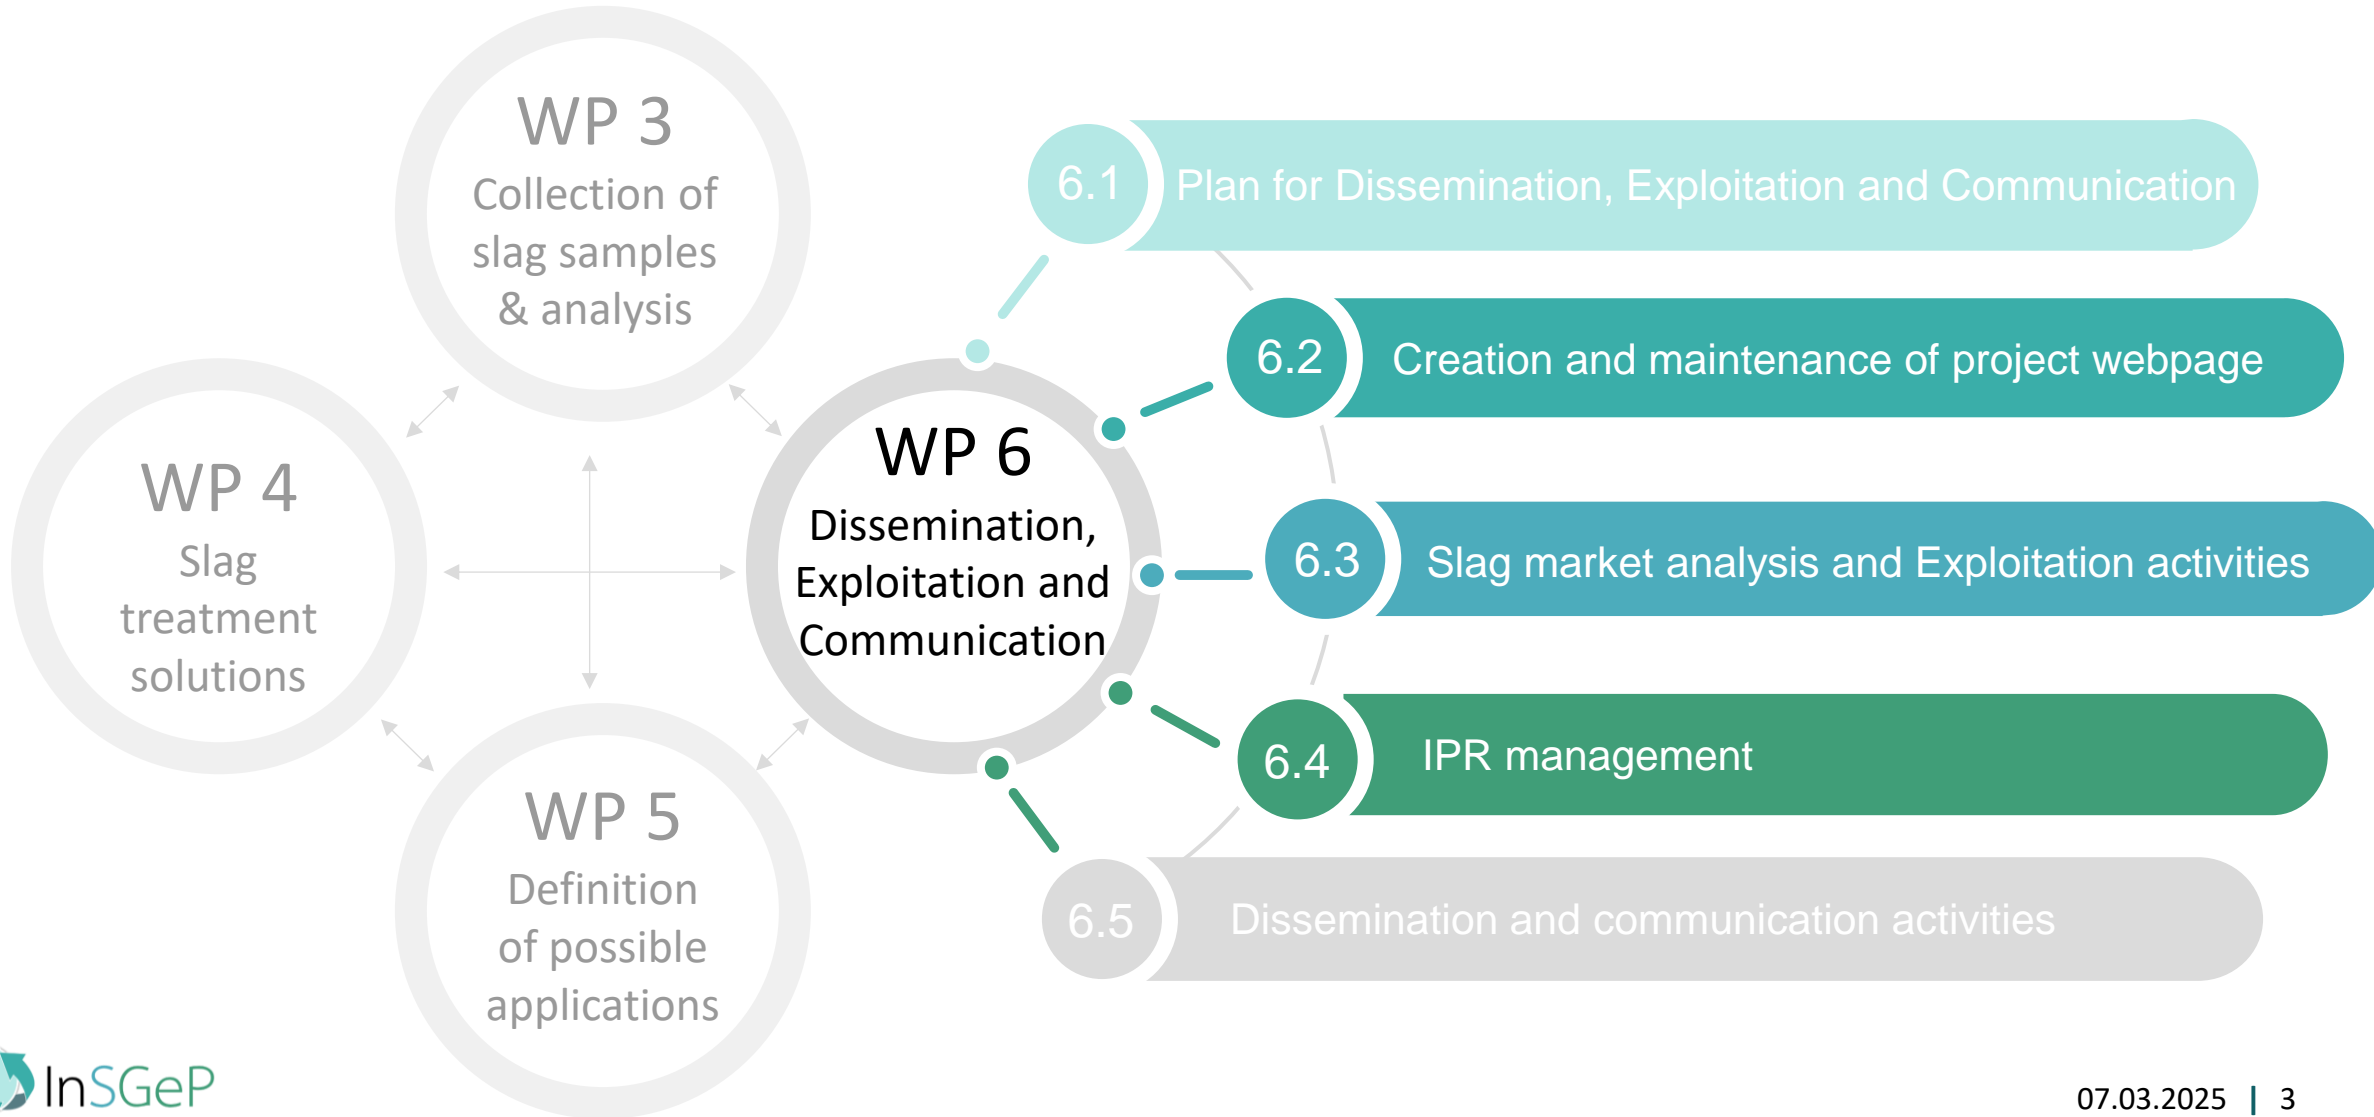 WP 3
Collection of
slag samples
& analysis
WP 4
Slag
treatment
solutions
WP 5
Definition
of possible
applications
WP 6
Dissemination,
Exploitation and
Communication
6.1 Plan for Dissemination, Exploitation and Communication
6.2 Creation and maintenance of project webpage
6.3 Slag market analysis and Exploitation activities
6.4 IPR management
6.5 Dissemination and communication activities
InSGeP
07.03.2025 | 3